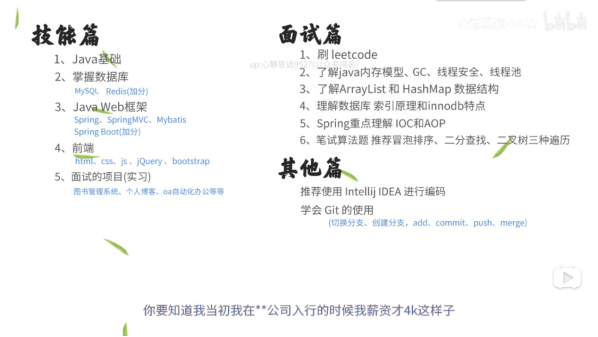 技能篇
1、Java基础
2、掌握数据库
MySQL Redis(加分)
3、Java Web框架
Spring、SpringMVC、Mybatis
Spring Boot(加分)
4、前端
html、css、js、jQuery、bootstrap
5、面试的项目(实习)
图书管理系统、个人博客、oa自动化办公等等
面试篇
1、刷 leetcode
2、了解java内存模型、GC、线程安全、线程池
3、了解ArrayList 和 HashMap 数据结构
4、理解数据库 索引原理和innodb特点
5、Spring重点理解 IOC和AOP
6、笔试算法题 推荐冒泡排序、二分查找、二叉树三种遍历
其他篇
推荐使用 Intellij IDEA 进行编码
学会 Git 的使用
(切换分支、创建分支，add、commit、push、merge)
你要知道我当初我在**公司入行的时候我薪资才4k这样子